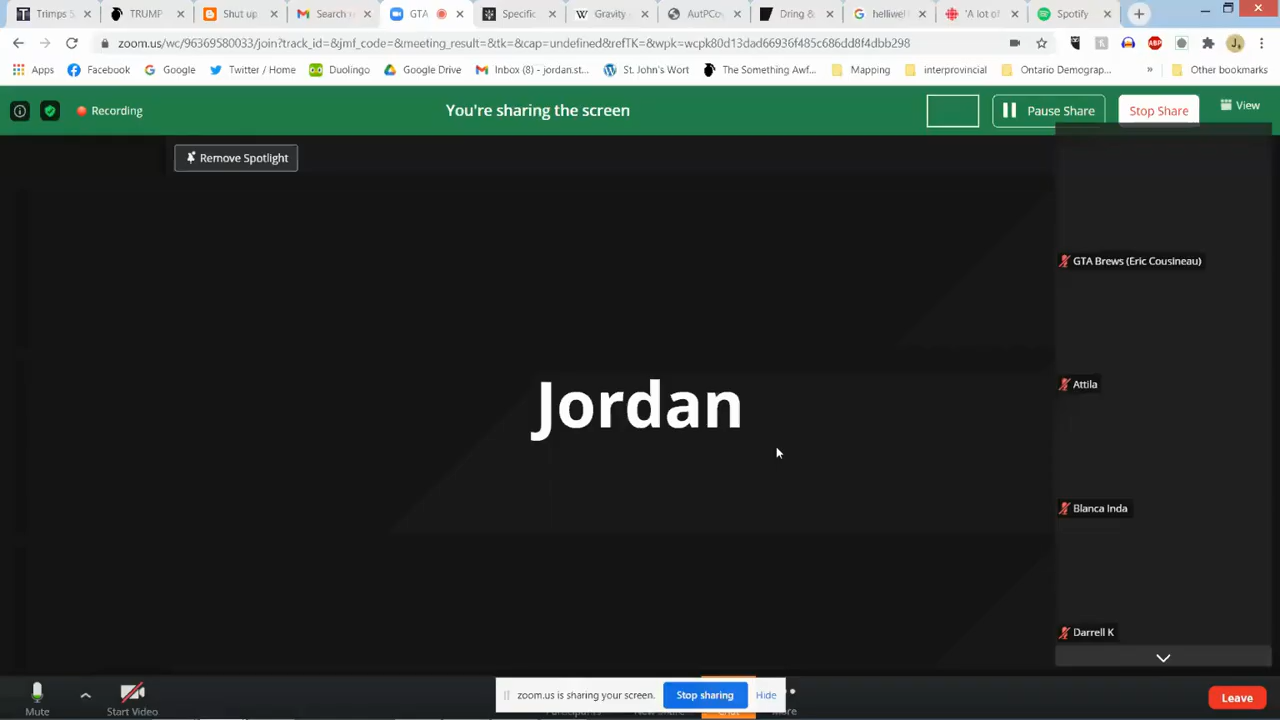 Trimps 5
TRUMP
Shut up
Search
GTA
Specific
Gravity
AutPCo
Dring &
helliwel
'A lot of
Spotify
zoom.us/wc/96369580033/join?track_id=&jmf_code=&meeting_result=&tk=&cap=undefined&refTK=&wpk=wcpk80d13dad66936f485c686dd8f4dbb298
Apps Facebook Google Twitter / Home Duolingo Google Drive Inbox (8) - jordan.st... St. John's Wort The Something Awf... Mapping interprovincial Ontario Demograp... » Other bookmarks
Recording You're sharing the screen Pause Share Stop Share View
Remove Spotlight
GTA Brews (Eric Cousineau)
Attila
Jordan
Blanca Inda
Darrell K
zoom.us is sharing your screen. Stop sharing Hide
Mute Start Video Leave